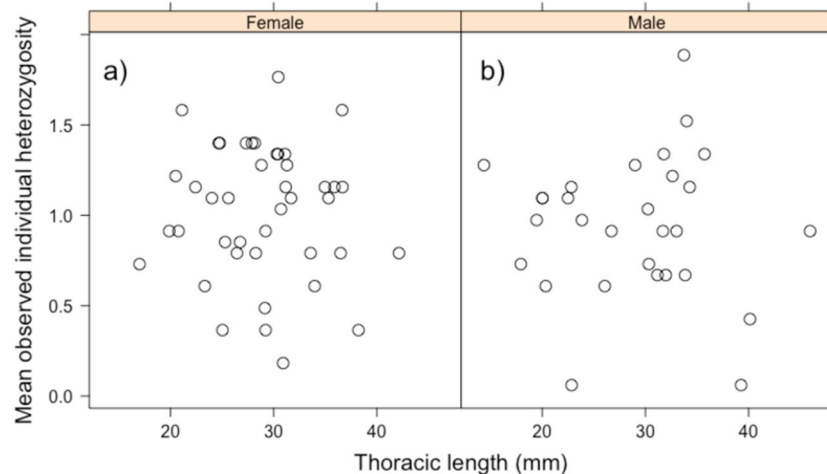 Female Male
a) b)
1.5
1.0
0.5
0.0
20 30 40 20 30 40
Thoracic length (mm)
Mean observed individual heterozygosity